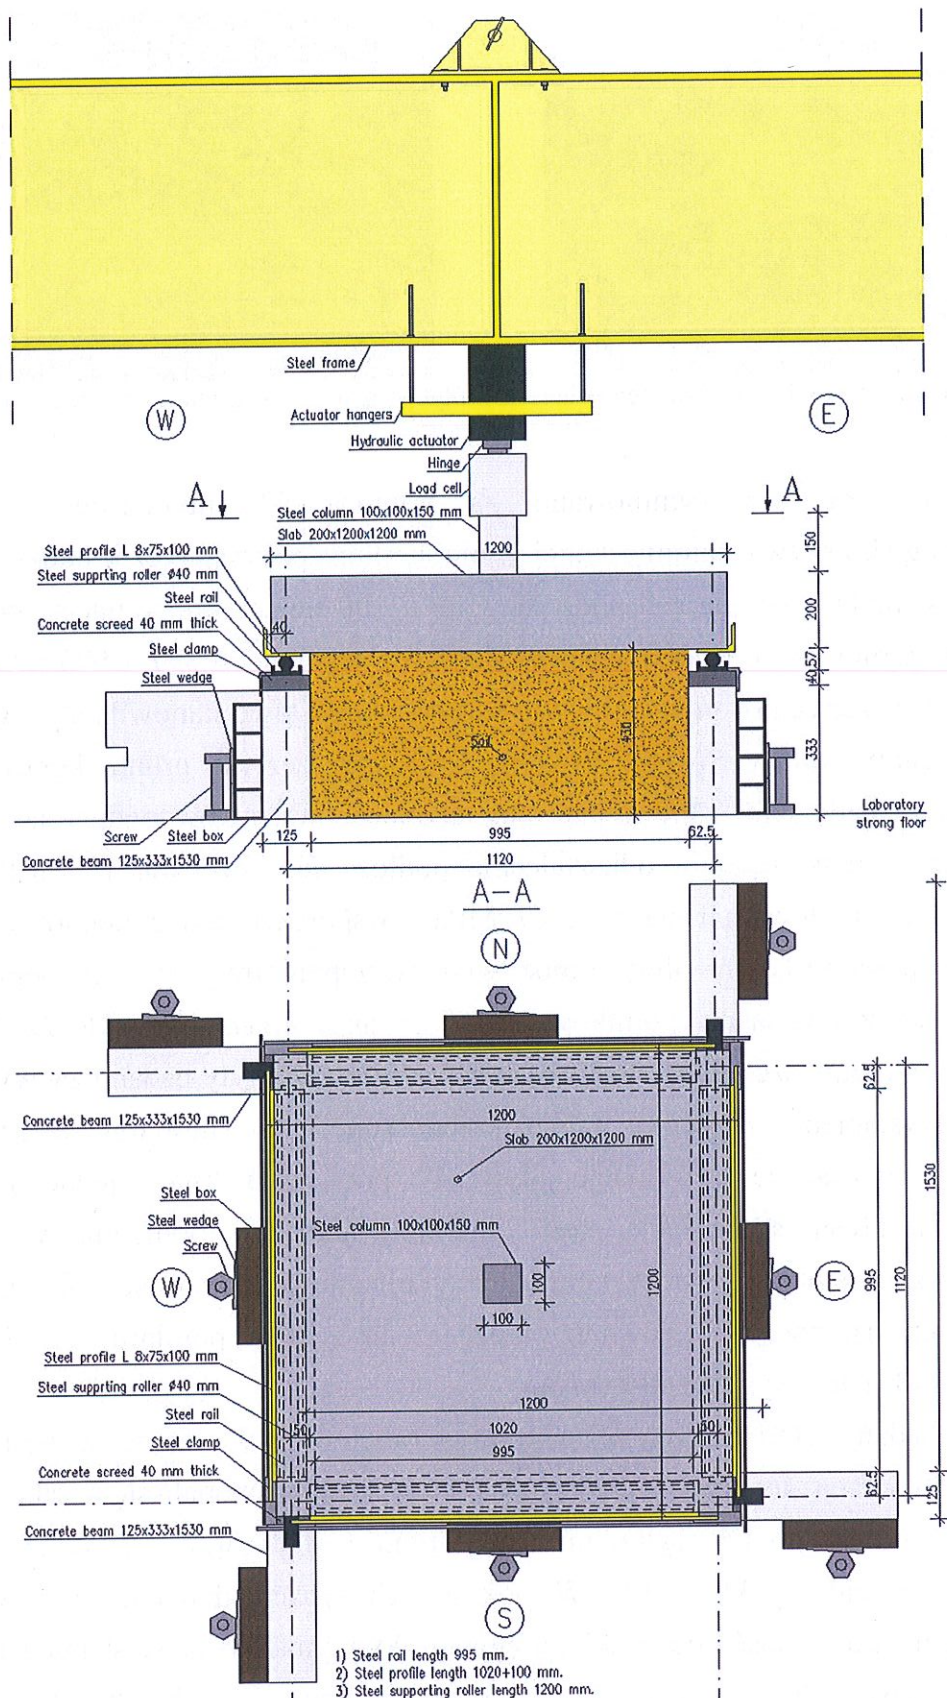 Steel frame
W
E
Actuator hangers
Hydraulic actuator
Hinge
Load cell
A
A
Steel column 100x100x150 mm
Slab 200x1200x1200 mm
1200
150
Steel profile L 8x75x100 mm
Steel supprting roller ø40 mm
Steel rail
Concrete screed 40 mm thick
Steel clamp
Steel wedge
40
200
57
40
333
430
Soil
Screw
Steel box
Concrete beam 125x333x1530 mm
125
995
62.5
1120
Laboratory
strong floor
A-A
N
Concrete beam 125x333x1530 mm
1200
Slab 200x1200x1200 mm
62.5
1530
Steel box
Steel wedge
Screw
W
Steel column 100x100x150 mm
100
100
1200
995
1120
E
Steel profile L 8x75x100 mm
Steel supprting roller ø40 mm
Steel rail
Steel clamp
Concrete screed 40 mm thick
Concrete beam 125x333x1530 mm
1200
50
1020
50
995
62.5
125
S
1) Steel rail length 995 mm.
2) Steel profile length 1020+100 mm.
3) Steel supporting roller length 1200 mm.